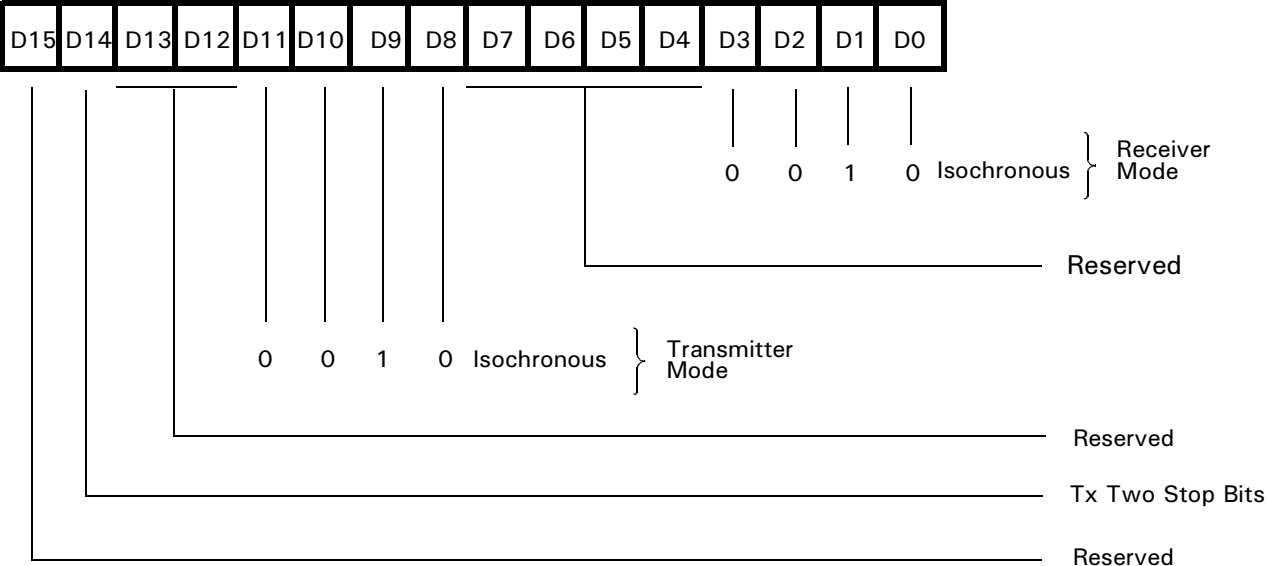 D15 D14 D13 D12 D11 D10 D9 D8 D7 D6 D5 D4 D3 D2 D1 D0
0 0 1 0 Isochronous
Receiver
Mode
Reserved
0 0 1 0 Isochronous
Transmitter
Mode
Reserved
Tx Two Stop Bits
Reserved